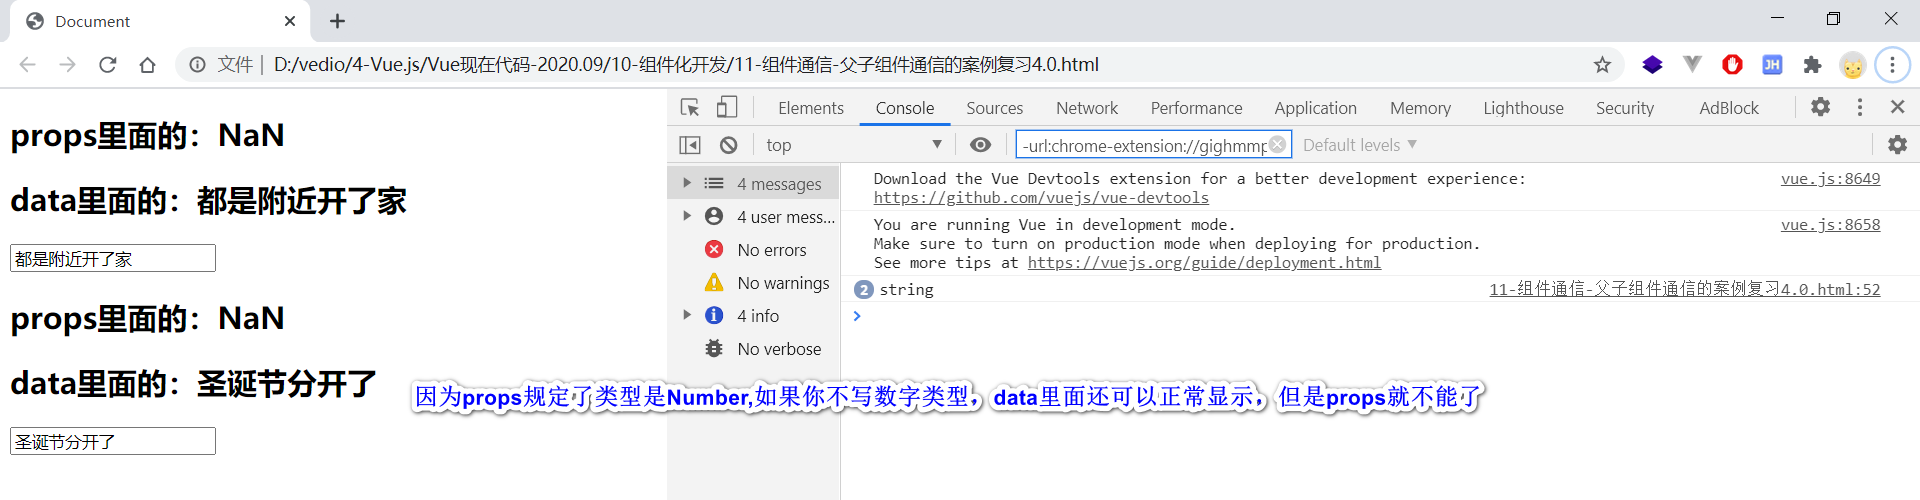 Document
文件 | D:/vedio/4-Vue.js/Vue现在代码-2020.09/10-组件化开发/11-组件通信-父子组件通信的案例复习4.0.html
JH
Elements Console Sources Network Performance Application Memory Lighthouse Security AdBlock
top -url:chrome-extension://gighmmp Default levels
props里面的：NaN
data里面的：都是附近开了家
都是附近开了家
props里面的：NaN
data里面的：圣诞节分开了
圣诞节分开了
4 messages
4 user mess...
No errors
No warnings
4 info
No verbose
Download the Vue Devtools extension for a better development experience: vue.js:8649
https://github.com/vuejs/vue-devtools
You are running Vue in development mode. vue.js:8658
Make sure to turn on production mode when deploying for production.
See more tips at https://vuejs.org/guide/deployment.html
2 string 11-组件通信-父子组件通信的案例复习4.0.html:52
因为props规定了类型是Number,如果你不写数字类型，data里面还可以正常显示，但是props就不能了